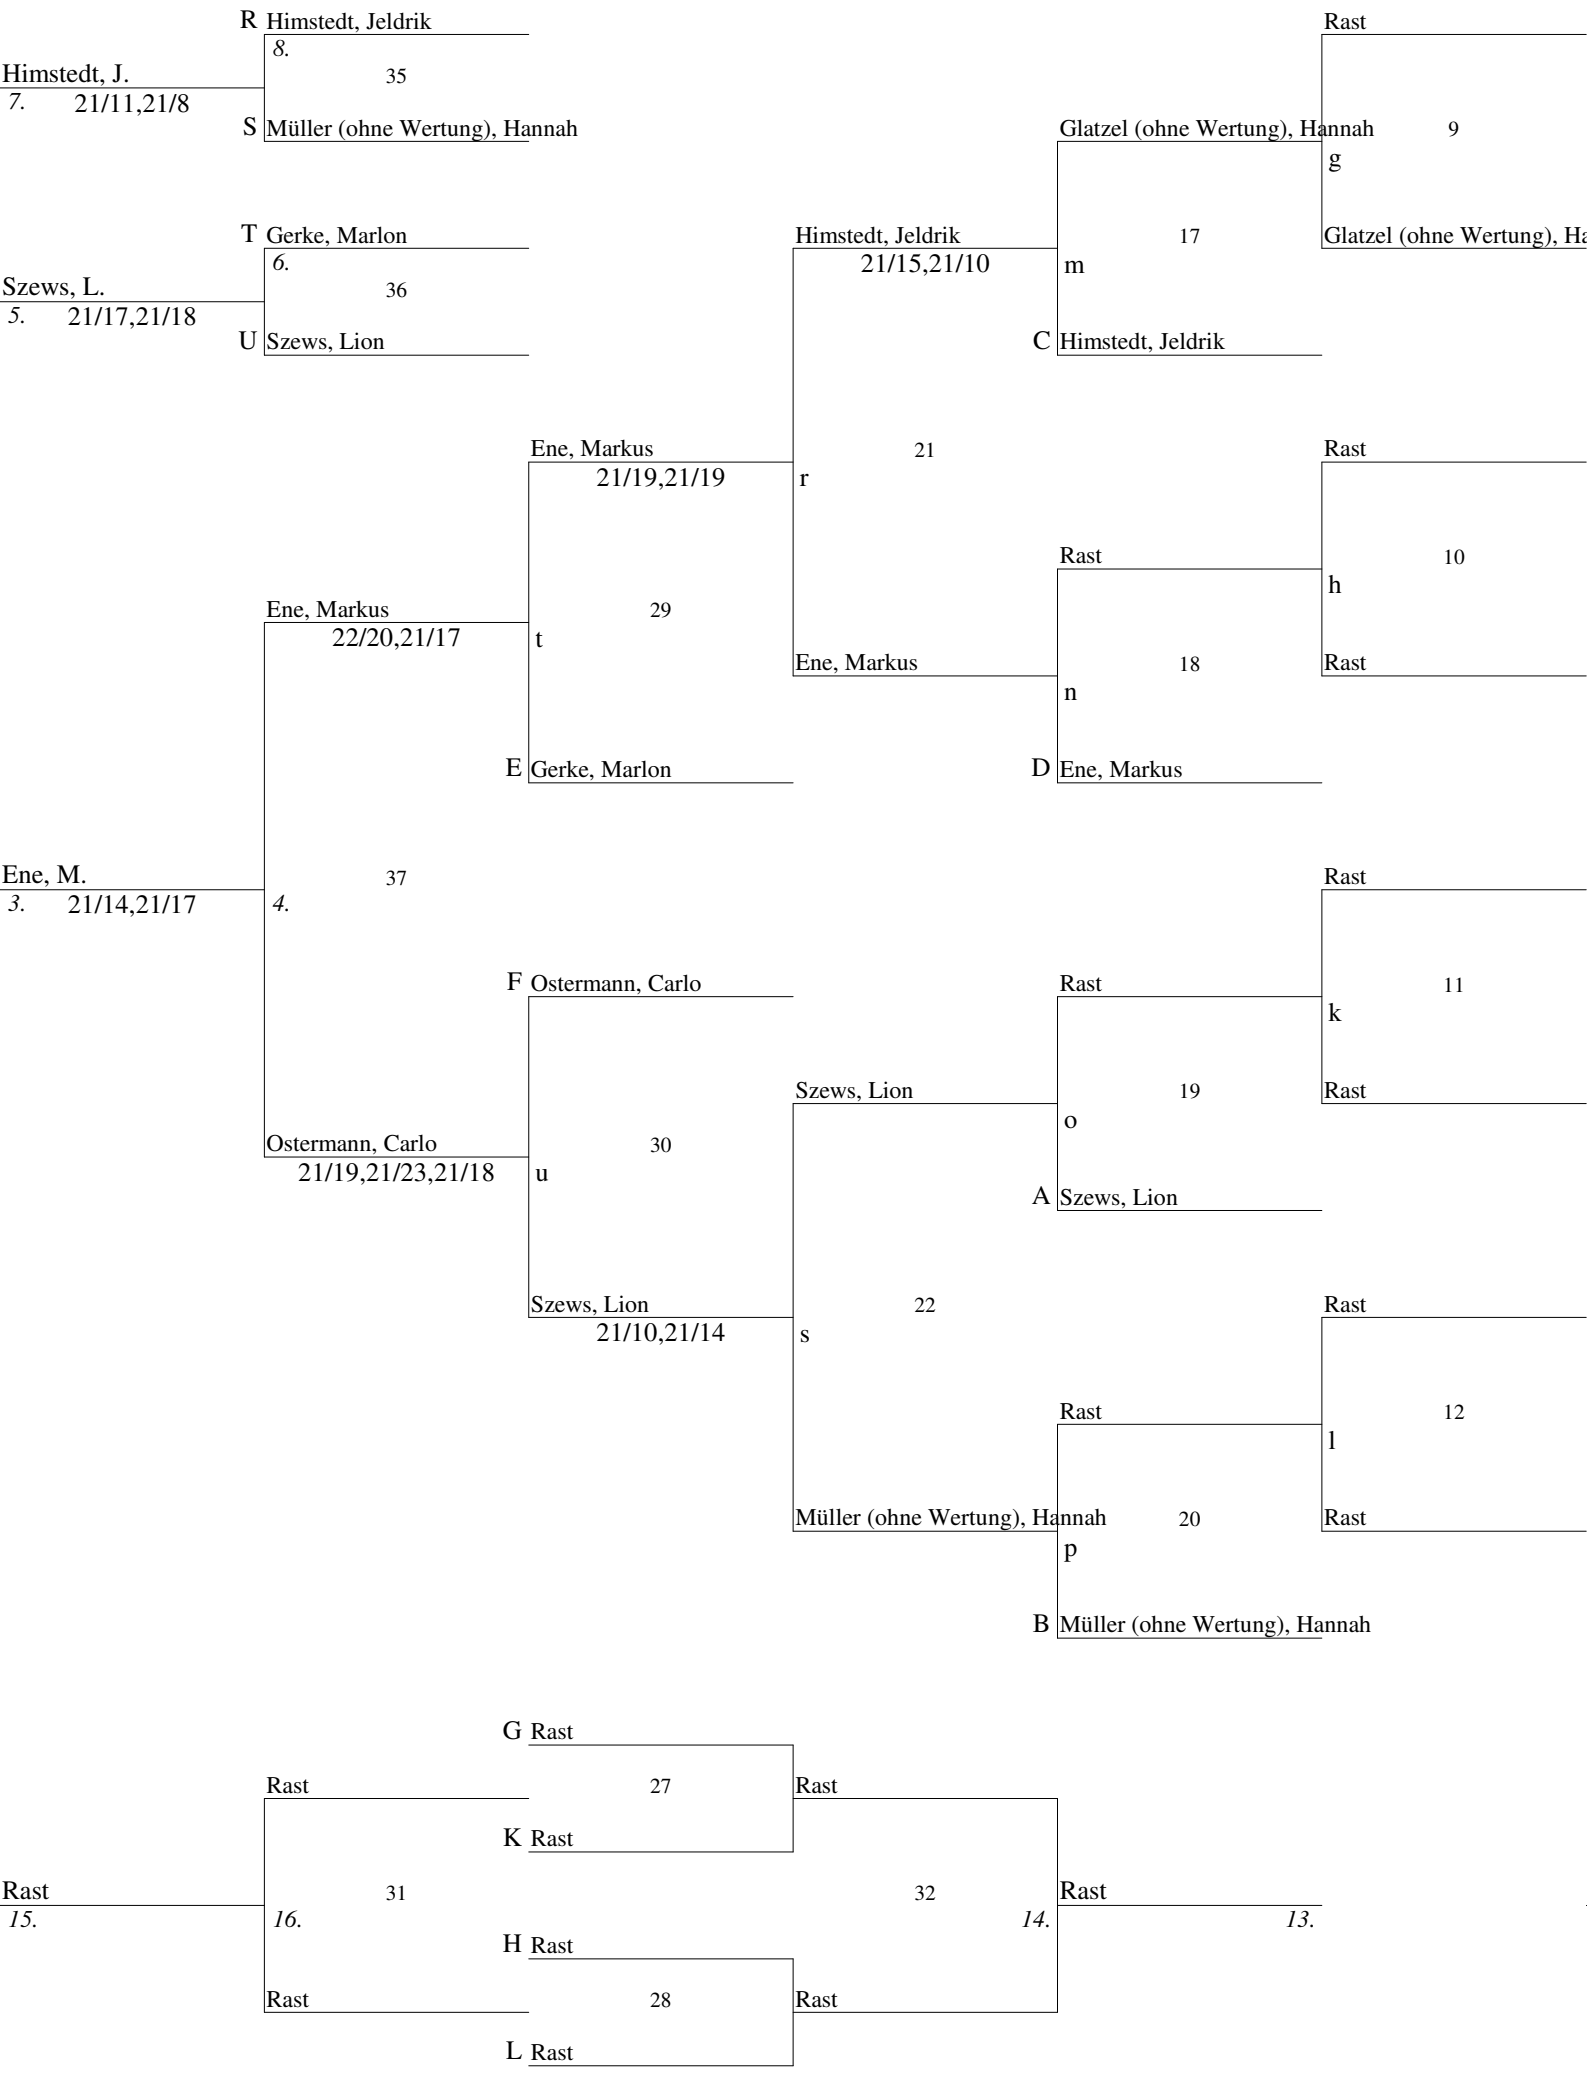 R Himstedt, Jeldrik
Rast
8.
Himstedt, J.
35
7. 21/11,21/8
S Müller (ohne Wertung), Hannah
Glatzel (ohne Wertung), Hannah
9
g
T Gerke, Marlon
Himstedt, Jeldrik
17
Glatzel (ohne Wertung), Ha
6.
21/15,21/10
m
Szews, L.
36
5. 21/17,21/18
U Szews, Lion
C Himstedt, Jeldrik
Ene, Markus
21
Rast
21/19,21/19
r
Rast
10
h
Ene, Markus
29
22/20,21/17
t
Ene, Markus
18
Rast
n
E Gerke, Marlon
D Ene, Markus
Ene, M.
37
Rast
3. 21/14,21/17
4.
F Ostermann, Carlo
Rast
11
k
Szews, Lion
19
Rast
o
Ostermann, Carlo
30
21/19,21/23,21/18
u
A Szews, Lion
Szews, Lion
22
Rast
21/10,21/14
s
Rast
12
l
Müller (ohne Wertung), Hannah
20
Rast
p
B Müller (ohne Wertung), Hannah
G Rast
Rast
27
Rast
K Rast
Rast
31
32
Rast
15.
16.
14.
13.
H Rast
Rast
28
Rast
L Rast